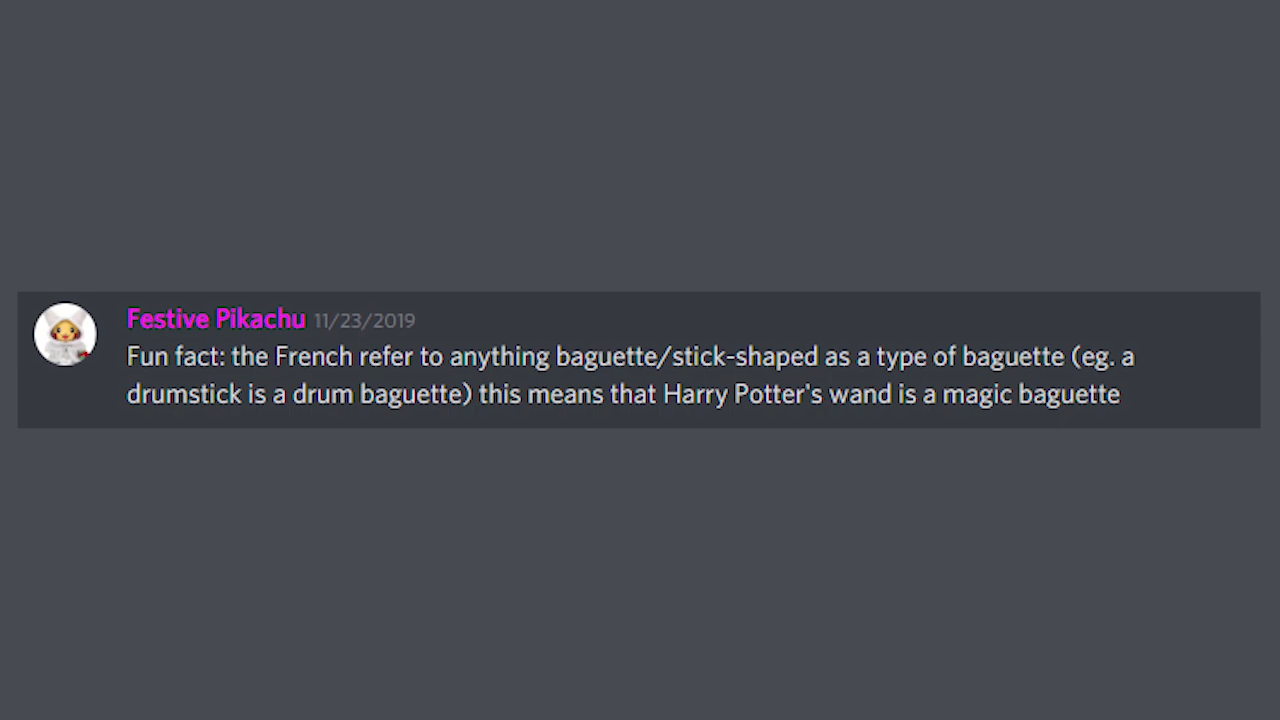 Festive Pikachu 11/23/2019
Fun fact: the French refer to anything baguette/stick-shaped as a type of baguette (eg. a
drumstick is a drum baguette) this means that Harry Potter's wand is a magic baguette